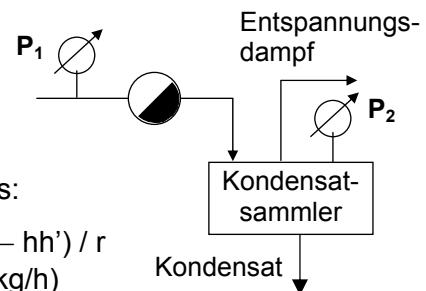 Entspannungs-
dampf
P₁
P₂
Kondensat-
sammler
s:
– hh') / r
Kondensat
kg/h)